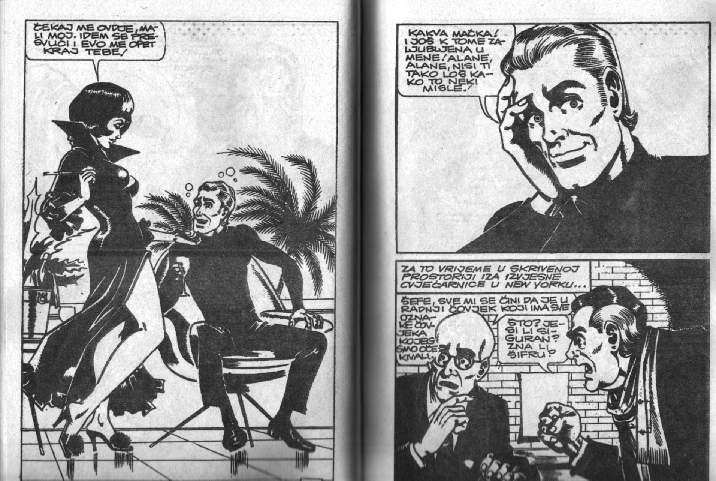 ČEKAJ ME OVDJE, MA-
LI MOJ. IDEM SE PRE-
SVUĆI I EVO ME OPET
KRAJ TEBE!
KAKVA MAČKA!
I JOŠ K TOME ZA-
LJUBLJENA U
MENE! ALANE,
ALANE, NISI TI
TAKO LOŠ KA-
KO TO NEKI
MISLE!
ZA TO VRIJEME U SKRIVENOJ
PROSTORIJI IZA IZVJESNE
CVJEĆARNICE U NEW YORKU...
ŠEFE, SVE MI SE ČINI DA JE U
RADNJI ČOVJEK KOJI IMA SVE
OZNA-
KE ČOV-
JEKA
KOJEG
SMO OČE-
KIVALI.
ŠTO? JE-
SI LI SI-
GURAN?
ZNA LI
ŠIFRU?